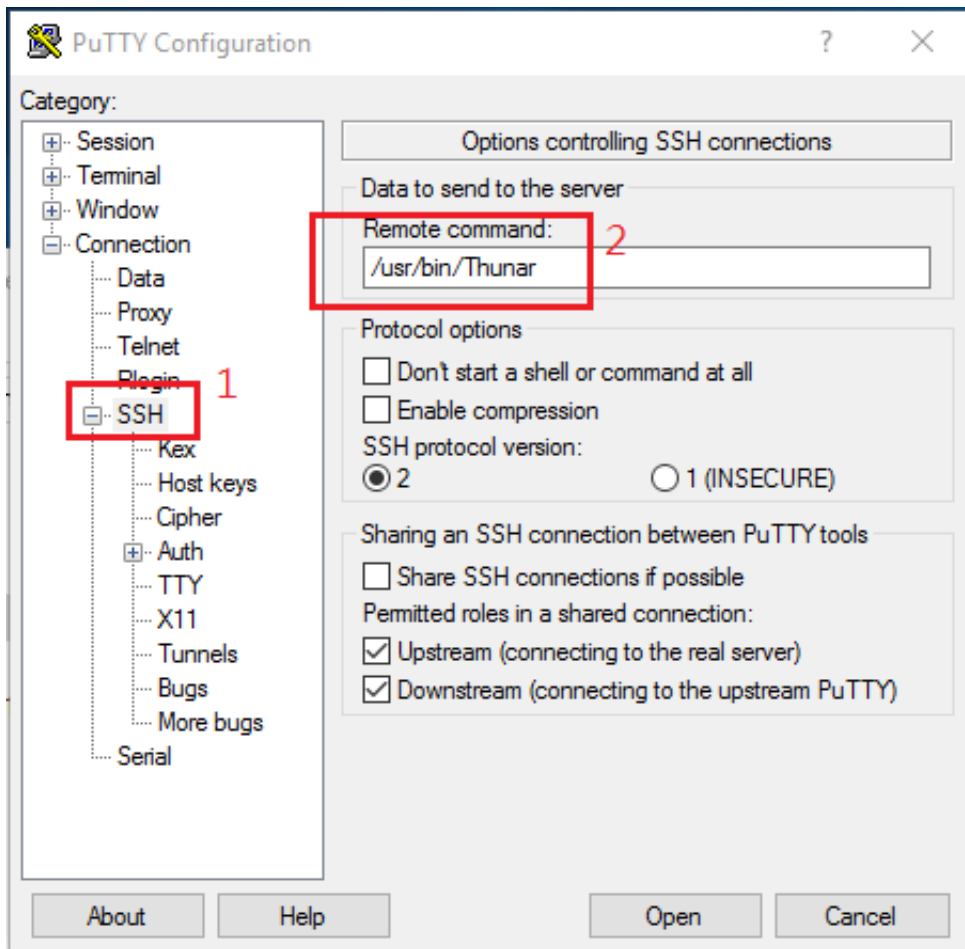 PuTTY Configuration
?
Category:
Session
Terminal
Window
Connection
Data
Proxy
Telnet
Rlogin
1
SSH
Kex
Host keys
Cipher
Auth
TTY
X11
Tunnels
Bugs
More bugs
Serial
Options controlling SSH connections
Data to send to the server
Remote command:
2
/usr/bin/Thunar
Protocol options
Don't start a shell or command at all
Enable compression
SSH protocol version:
2 1 (INSECURE)
Sharing an SSH connection between PuTTY tools
Share SSH connections if possible
Permitted roles in a shared connection:
Upstream (connecting to the real server)
Downstream (connecting to the upstream PuTTY)
About Help Open Cancel